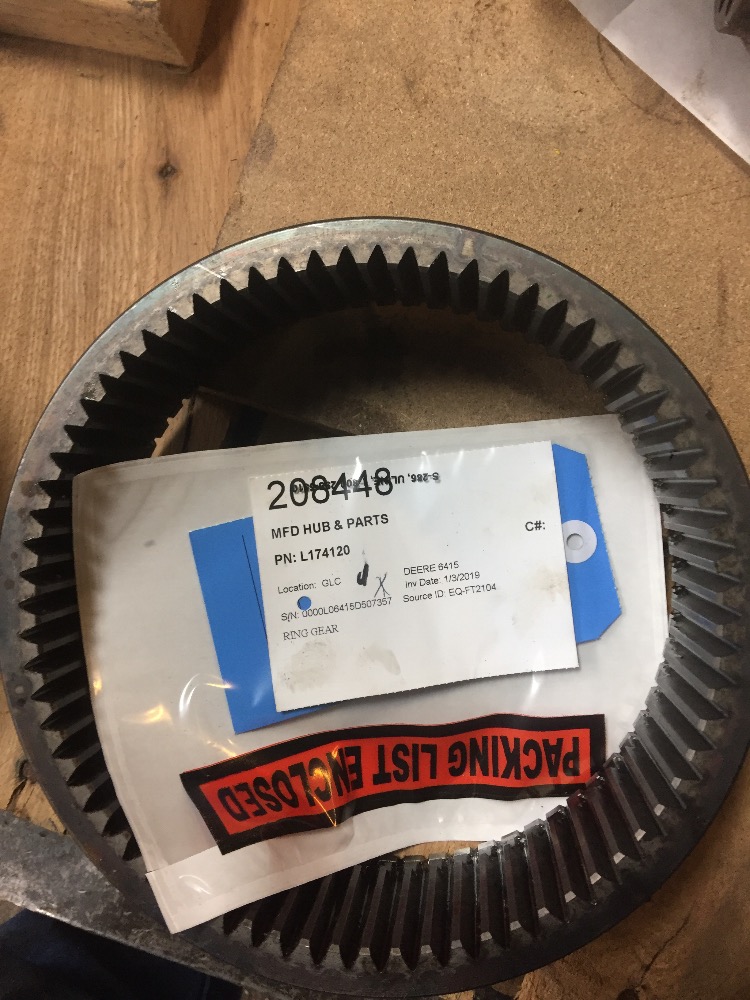 208448
MFD HUB & PARTS
C#:
PN: L174120
Location: GLC
DEERE 6415
Inv Date: 1/3/2019
S/N: 0000L06415D507357
Source ID: EQ-FT2104
RING GEAR
PACKING LIST ENCLOSED